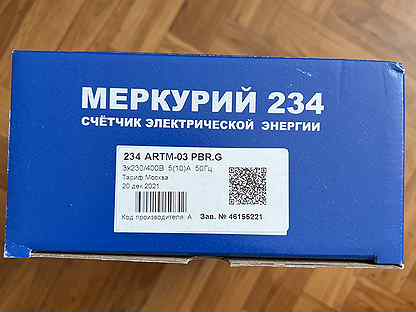 МЕРКУРИЙ 234
СЧЁТЧИК ЭЛЕКТРИЧЕСКОЙ ЭНЕРГИИ
234 ARTM-03 PBR.G
3x230/400В 5(10)А 50Гц
Тариф Москва
20 дек 2021
Код производителя: А Зав. № 46155221